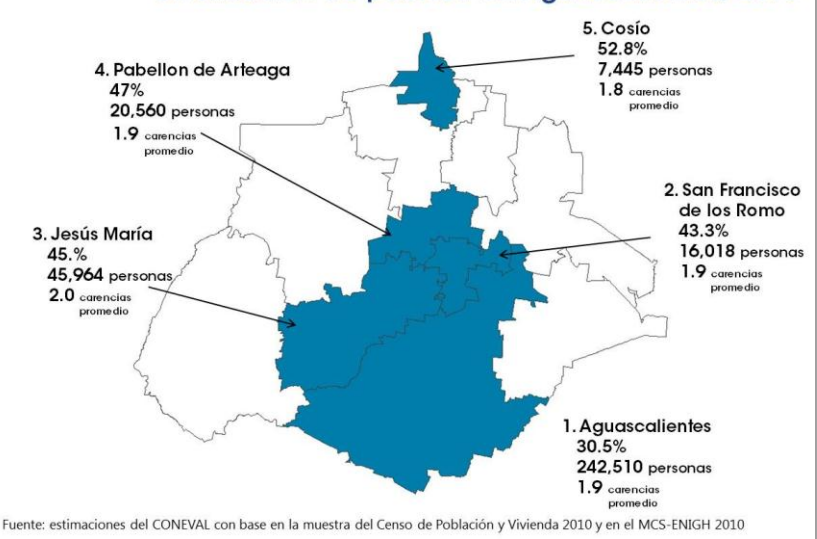 5. Cosío
52.8%
7,445 personas
1.8 carencias
promedio
4. Pabellon de Arteaga
47%
20,560 personas
1.9 carencias
promedio
2. San Francisco
de los Romo
43.3%
16,018 personas
1.9 carencias
promedio
3. Jesús María
45.%
45,964 personas
2.0 carencias
promedio
1. Aguascalientes
30.5%
242,510 personas
1.9 carencias
promedio
Fuente: estimaciones del CONEVAL con base en la muestra del Censo de Población y Vivienda 2010 y en el MCS-ENIGH 2010